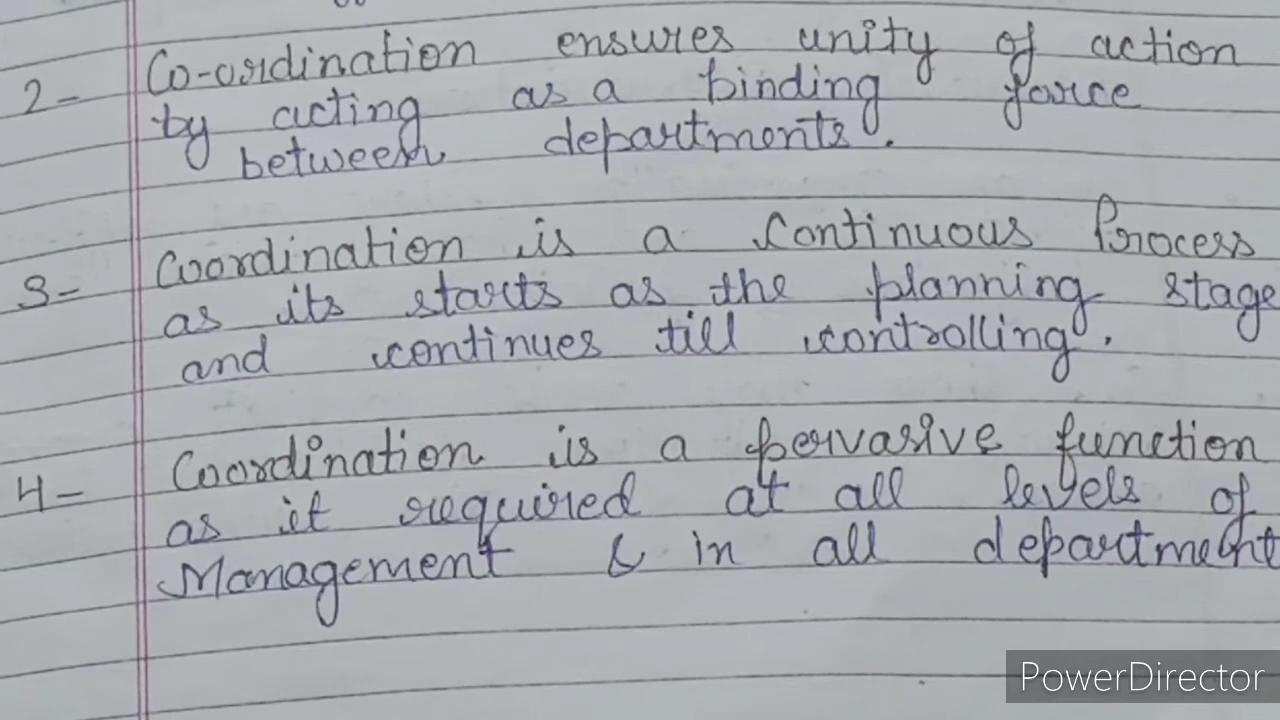 2- Co-ordination ensures unity of action
by acting as a binding force
between departments.
3- Coordination is a continuous Process
as its starts as the planning stage
and continues till controlling.
4- Coordination is a pervasive function
as it required at all levels of
Management & in all department
PowerDirector